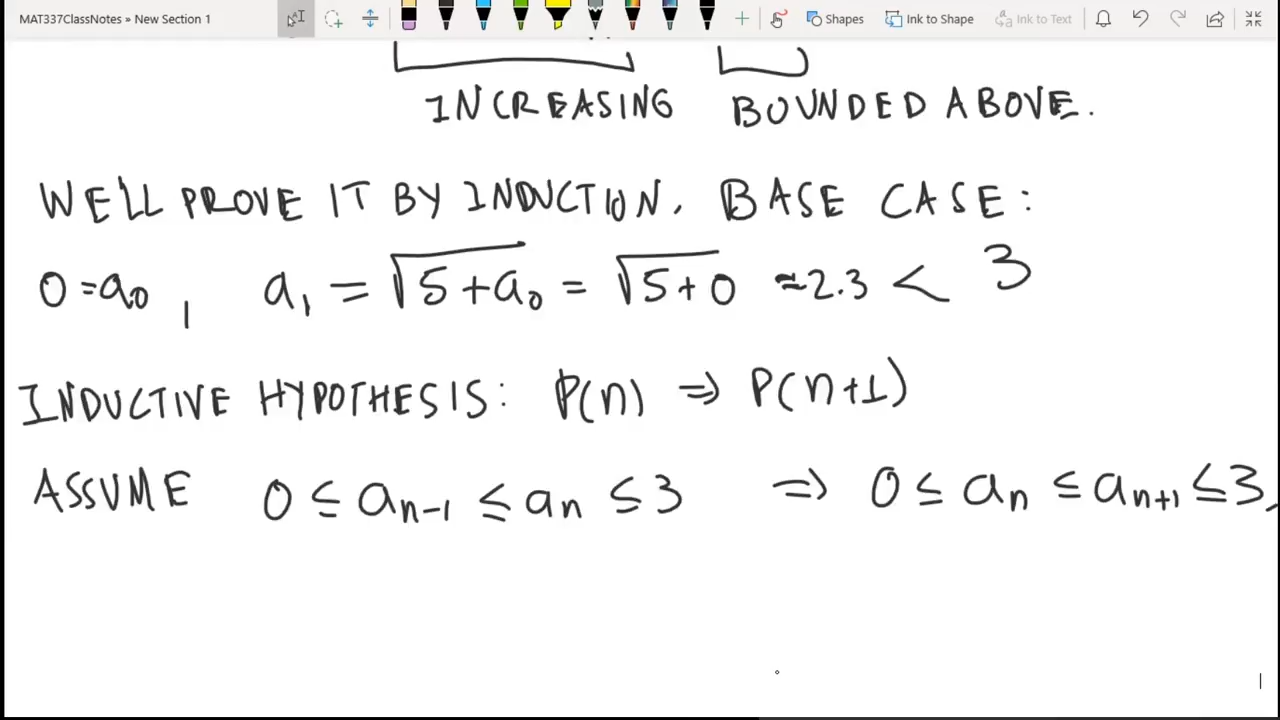 MAT337ClassNotes » New Section 1 Shapes Ink to Shape Ink to Text
INCREASING BOUNDED ABOVE.
WE'LL PROVE IT BY INDUCTION. BASE CASE:
0 = a₀, a₁ = √(5+a₀) = √(5+0) ≈2.3 < 3
INDUCTIVE HYPOTHESIS: P(n) ⇒ P(n+1)
ASSUME 0 ≤ aₙ₋₁ ≤ aₙ ≤ 3 ⇒ 0 ≤ aₙ ≤ aₙ₊₁ ≤ 3,